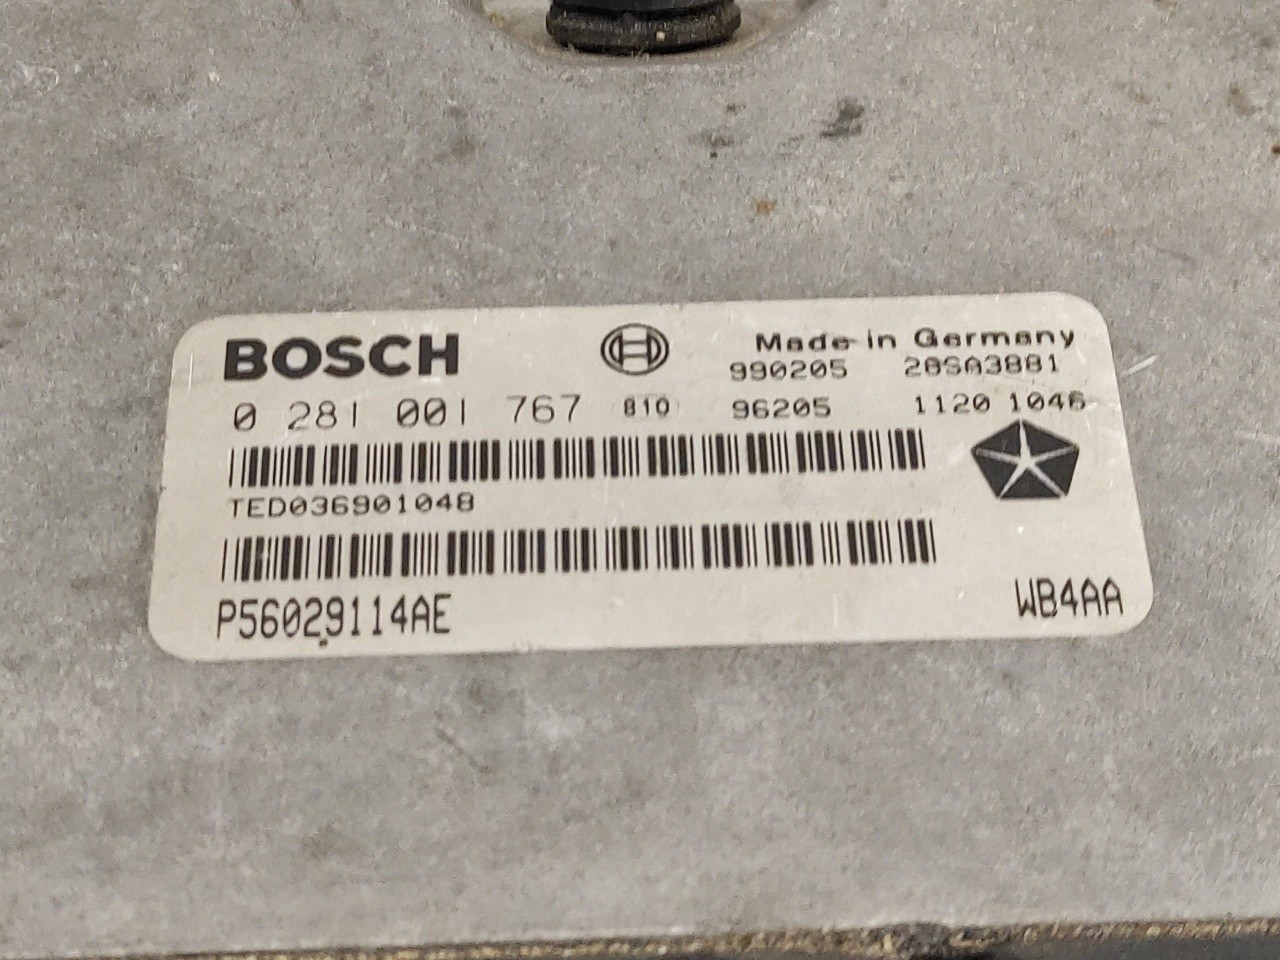 BOSCH Made in Germany
990205 28SA3881
0 281 001 767 810 96205 1120 1046
TED036901048
P56029114AE WB4AA